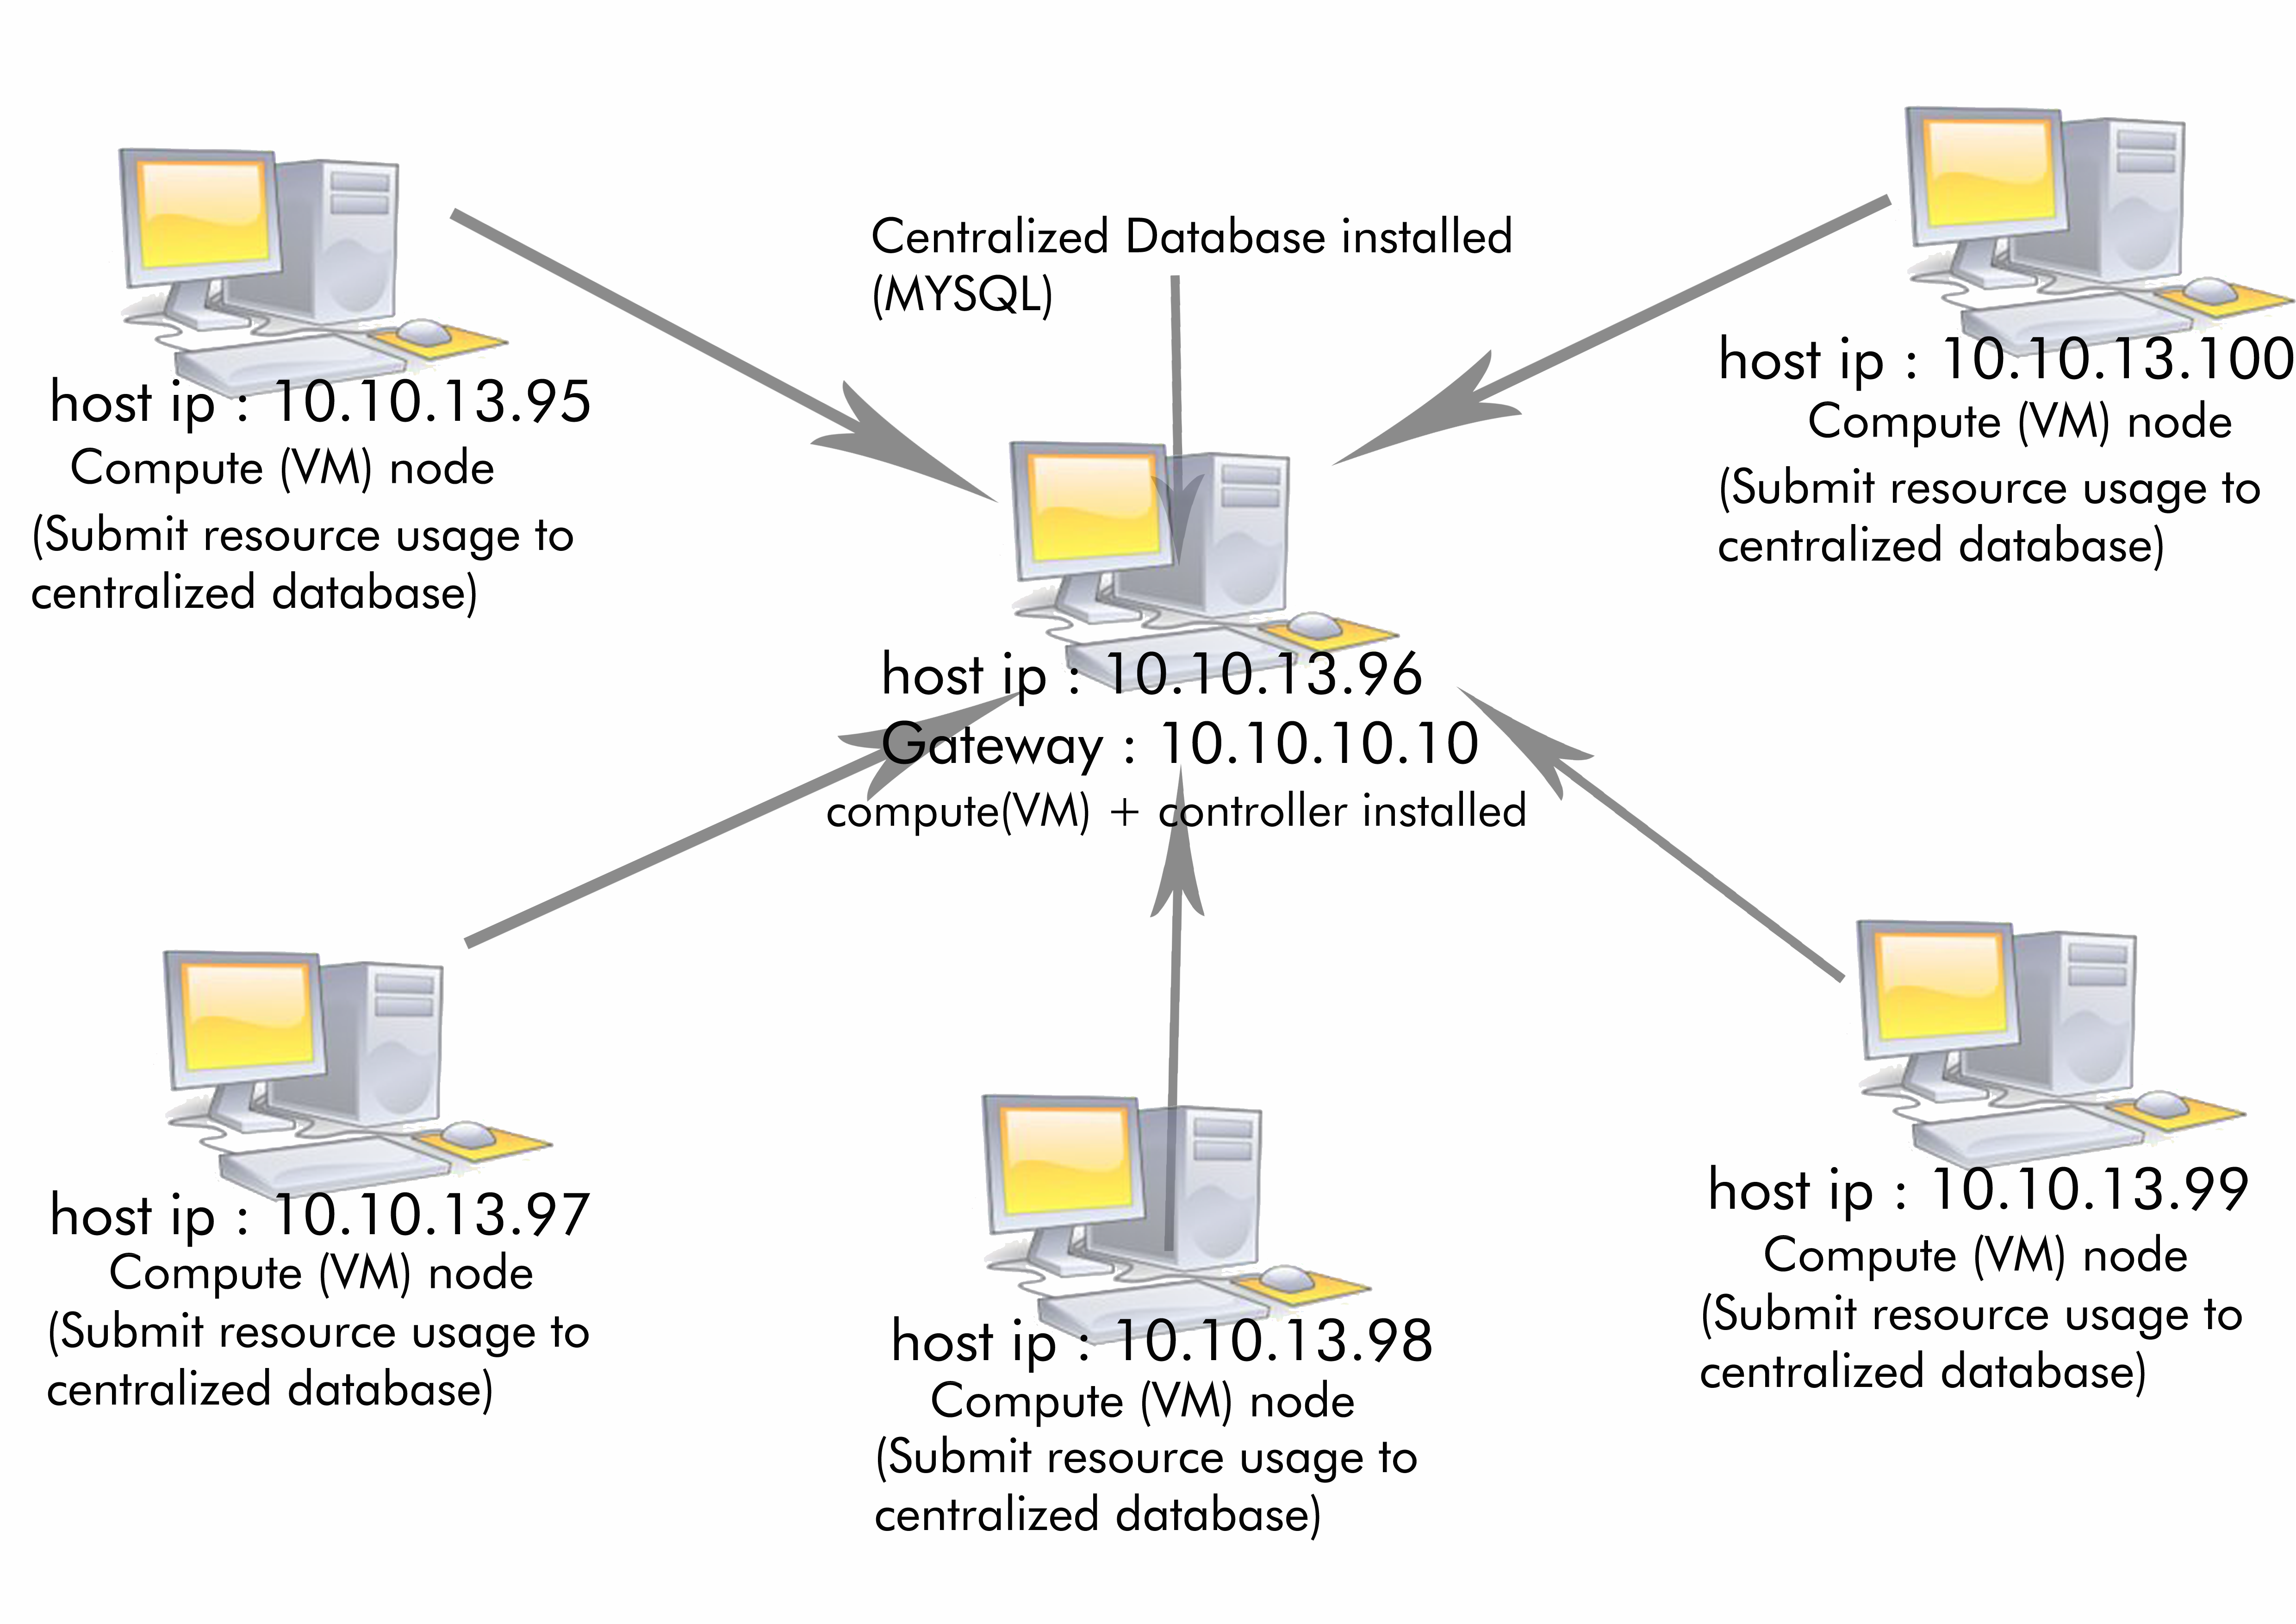 Centralized Database installed
(MYSQL)
host ip : 10.10.13.95
Compute (VM) node
(Submit resource usage to
centralized database)
host ip : 10.10.13.100
Compute (VM) node
(Submit resource usage to
centralized database)
host ip : 10.10.13.96
Gateway : 10.10.10.10
compute(VM) + controller installed
host ip : 10.10.13.97
Compute (VM) node
(Submit resource usage to
centralized database)
host ip : 10.10.13.98
Compute (VM) node
(Submit resource usage to
centralized database)
host ip : 10.10.13.99
Compute (VM) node
(Submit resource usage to
centralized database)